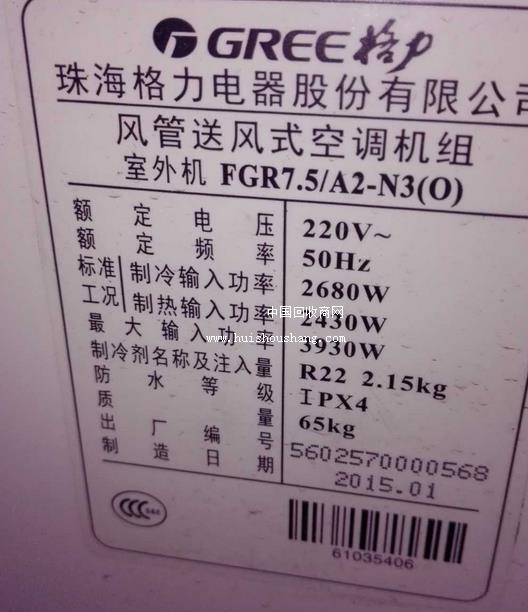 GREE格力
珠海格力电器股份有限公司
风管送风式空调机组
室外机 FGR7.5/A2-N3(O)
额定电压 220V~
额定频率 50Hz
标准工况 制冷输入功率 2680W
制热输入功率 2430W
最大输入功率 3930W
制冷剂名称及注入量 R22 2.15kg
防水等级 IPX4
质量 65kg
出厂编号 5602570000568
制造日期 2015.01
中国回收商网
www.huishoushang.com
CCC
61035406